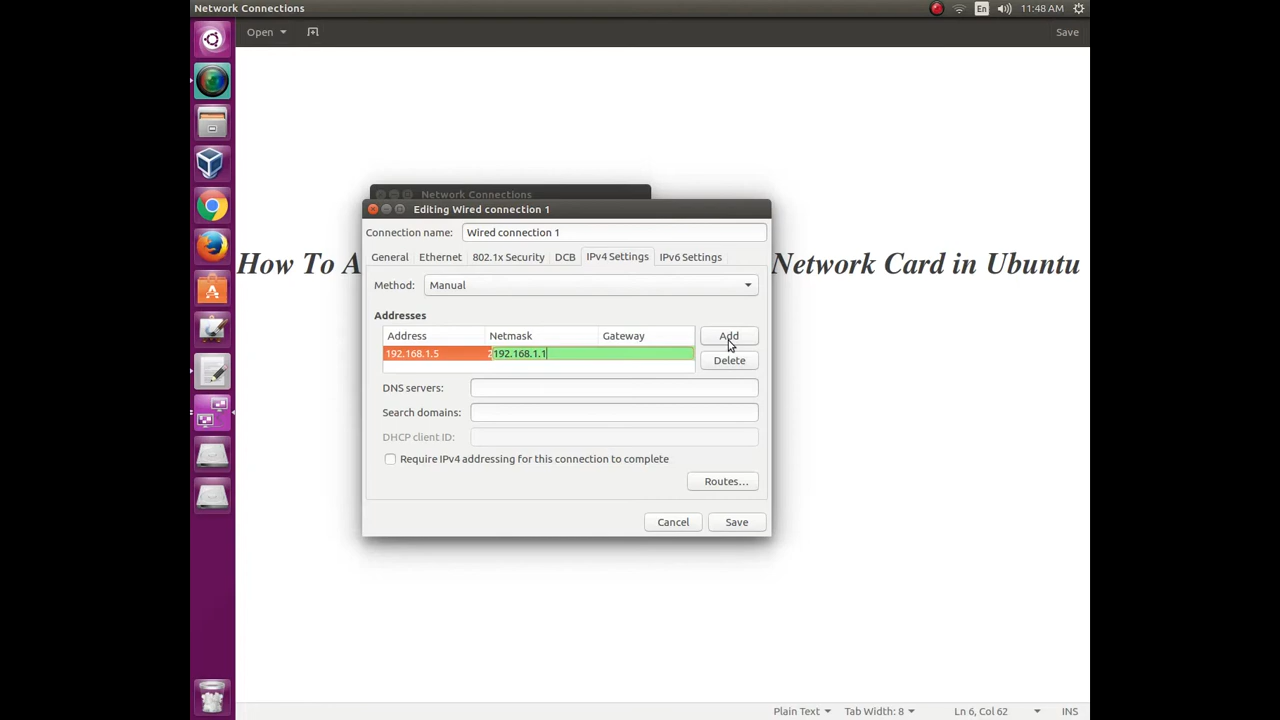 Network Connections
En
11:48 AM
Open
Save
Network Connections
Editing Wired connection 1
Connection name: Wired connection 1
General Ethernet 802.1x Security DCB IPv4 Settings IPv6 Settings
How To A Network Card in Ubuntu
Method: Manual
Addresses
Address Netmask Gateway Add
192.168.1.5 2 192.168.1.1
Delete
DNS servers:
Search domains:
DHCP client ID:
Require IPv4 addressing for this connection to complete
Routes…
Cancel Save
Plain Text Tab Width: 8 Ln 6, Col 62 INS